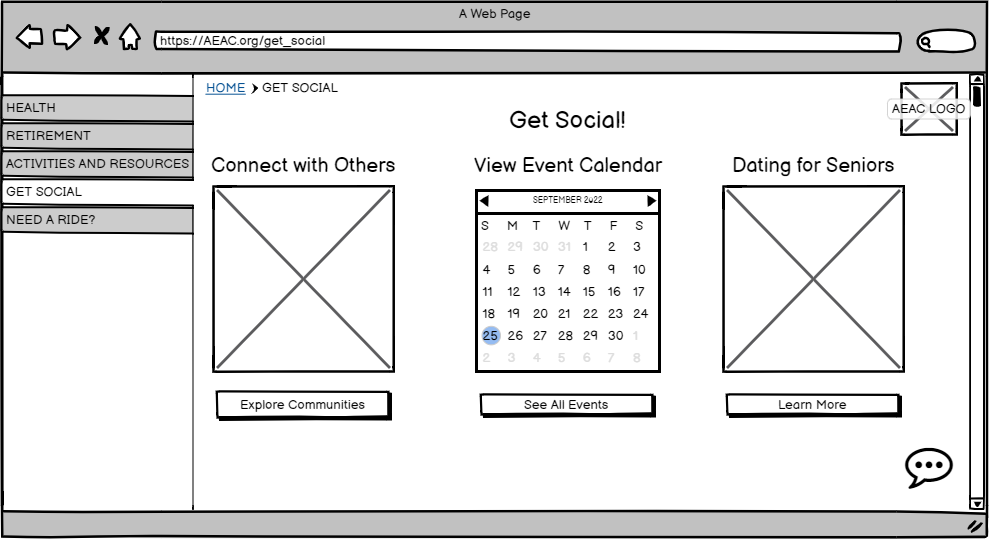 A Web Page
https://AEAC.org/get_social
HEALTH
RETIREMENT
ACTIVITIES AND RESOURCES
GET SOCIAL
NEED A RIDE?
HOME GET SOCIAL
AEAC LOGO
Get Social!
Connect with Others
View Event Calendar
Dating for Seniors
SEPTEMBER 2022
S M T W T F S
28 29 30 31 1 2 3
4 5 6 7 8 9 10
11 12 13 14 15 16 17
18 19 20 21 22 23 24
25 26 27 28 29 30 1
2 3 4 5 6 7 8
Explore Communities
See All Events
Learn More